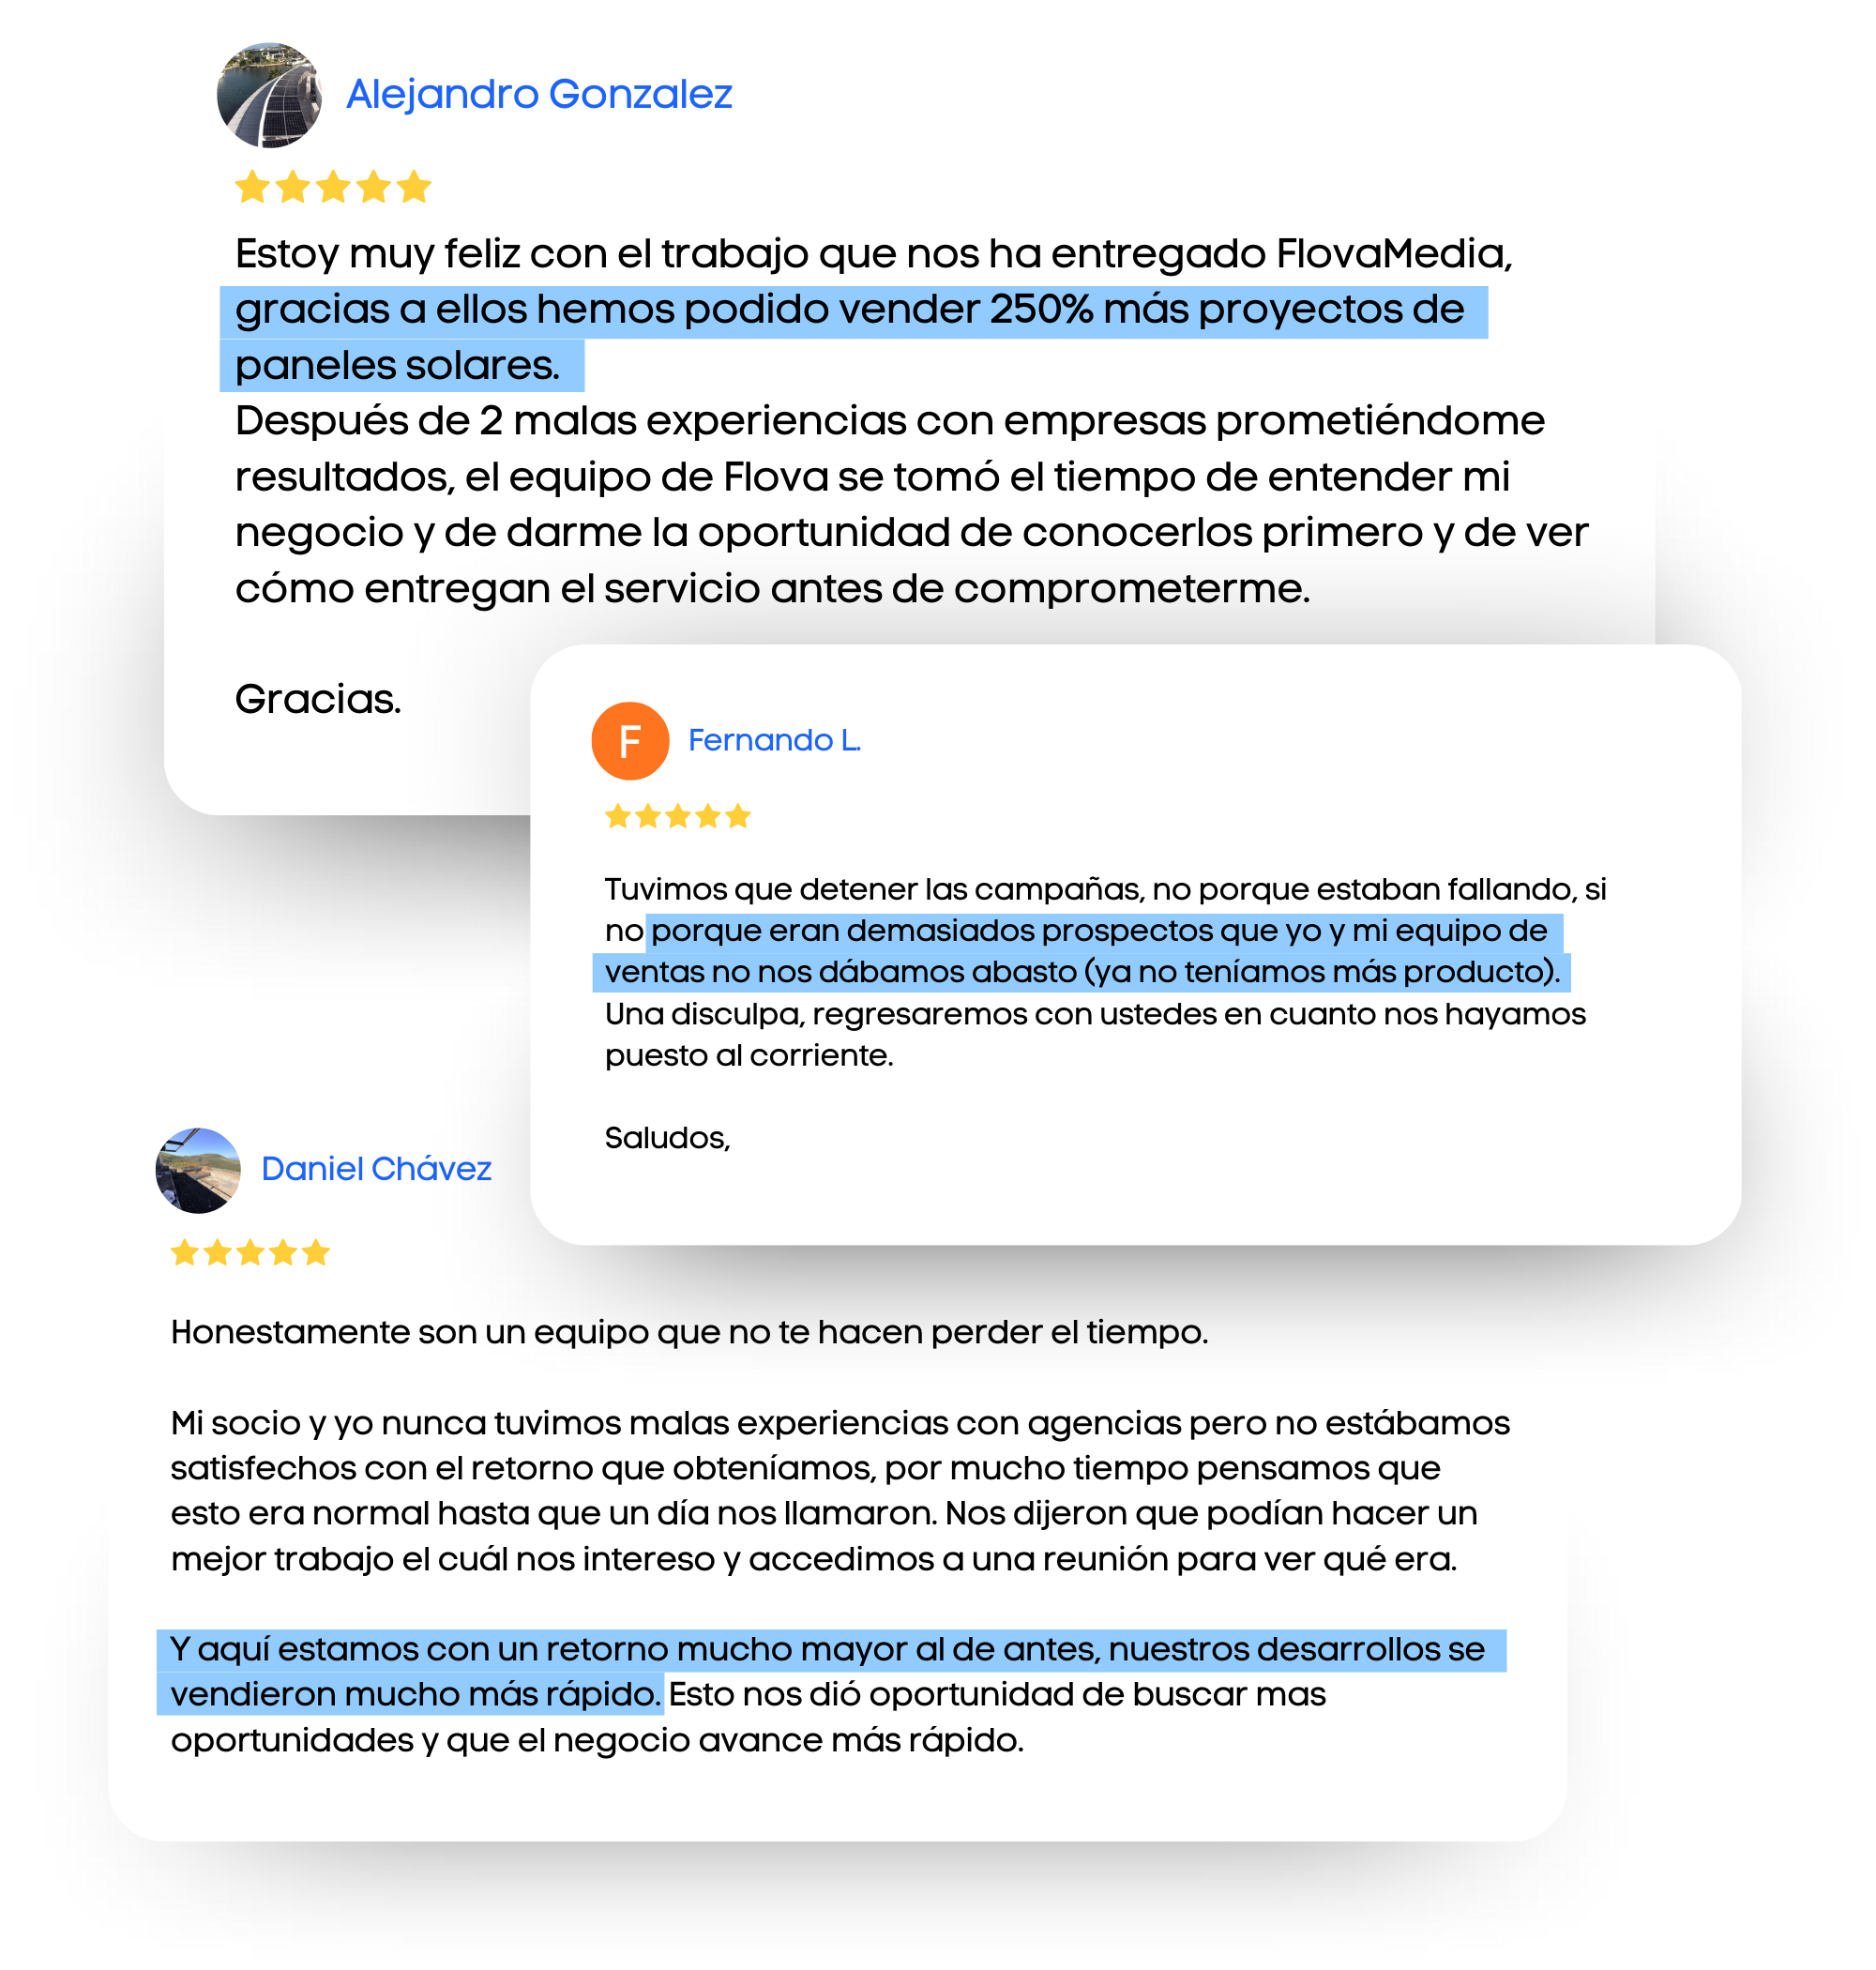 Alejandro Gonzalez
Estoy muy feliz con el trabajo que nos ha entregado FlovaMedia,
gracias a ellos hemos podido vender 250% más proyectos de
paneles solares.
Después de 2 malas experiencias con empresas prometiéndome
resultados, el equipo de Flova se tomó el tiempo de entender mi
negocio y de darme la oportunidad de conocerlos primero y de ver
cómo entregan el servicio antes de comprometerme.
Gracias.
F
Fernando L.
Tuvimos que detener las campañas, no porque estaban fallando, si
no porque eran demasiados prospectos que yo y mi equipo de
ventas no nos dábamos abasto (ya no teníamos más producto).
Una disculpa, regresaremos con ustedes en cuanto nos hayamos
puesto al corriente.
Saludos,
Daniel Chávez
Honestamente son un equipo que no te hacen perder el tiempo.
Mi socio y yo nunca tuvimos malas experiencias con agencias pero no estábamos
satisfechos con el retorno que obteníamos, por mucho tiempo pensamos que
esto era normal hasta que un día nos llamaron. Nos dijeron que podían hacer un
mejor trabajo el cuál nos intereso y accedimos a una reunión para ver qué era.
Y aquí estamos con un retorno mucho mayor al de antes, nuestros desarrollos se
vendieron mucho más rápido. Esto nos dió oportunidad de buscar mas
oportunidades y que el negocio avance más rápido.